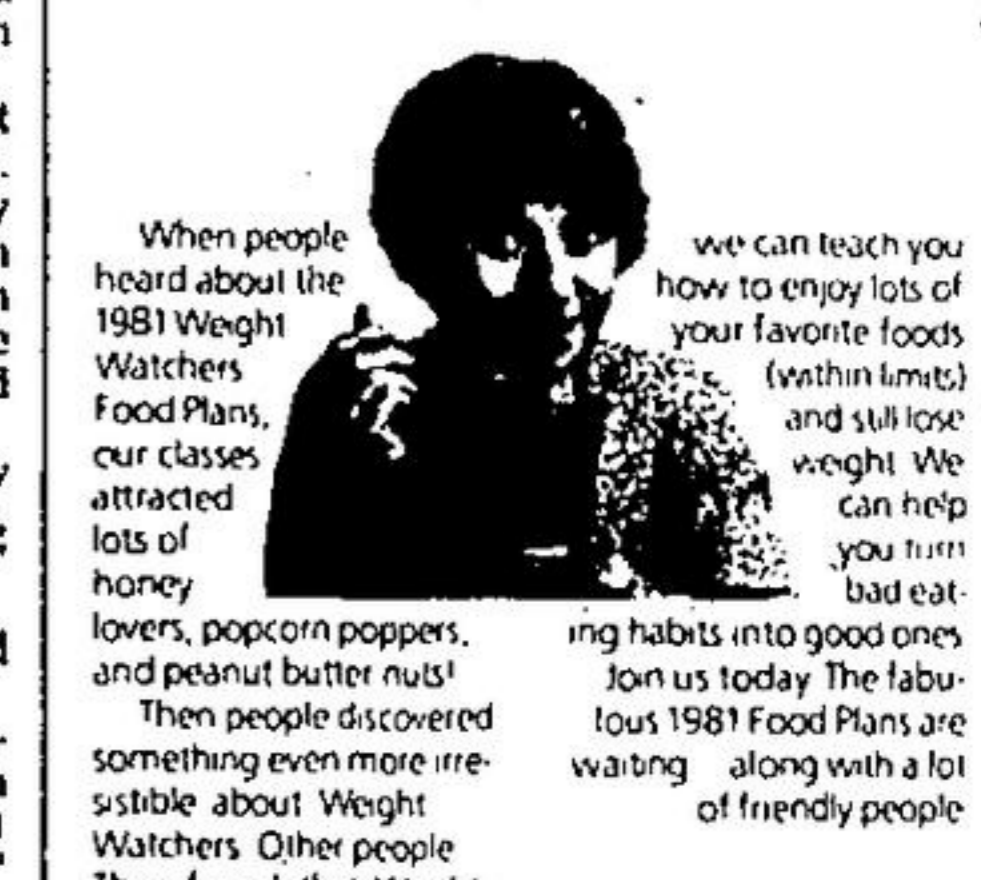 When people
heard about the
1981 Weight
Watchers
Food Plans,
our classes
attracted
lots of
honey
lovers, popcorn poppers,
and peanut butter nuts!
Then people discovered
something even more irre-
sistible about Weight
Watchers Other people
we can teach you
how to enjoy lots of
your favorite foods
(within limits)
and still lose
weight We
can help
you turn
bad eat-
ing habits into good ones
Join us today The fabu-
lous 1981 Food Plans are
waiting along with a lot
of friendly people